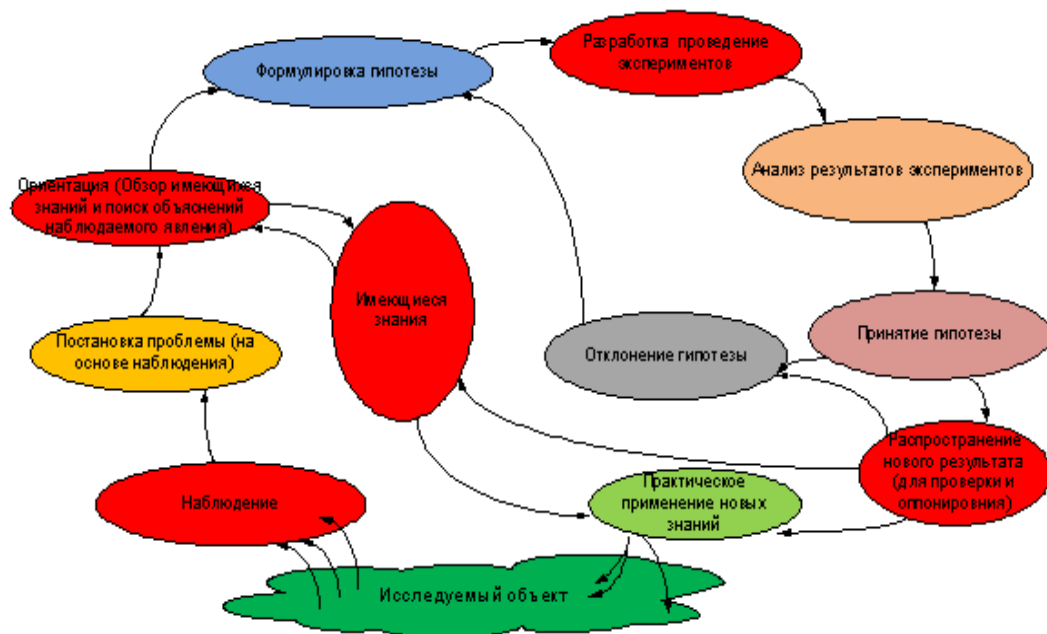 Формулировка гипотезы
Разработка проведение
экспериментов
Анализ результатов экспериментов
Ориентация (Обзор имеющихся
знаний и поиск объяснений
наблюдаемого явления)
Имеющиеся
знания
Постановка проблемы (на
основе наблюдения)
Отклонение гипотезы
Принятие гипотезы
Распространение
нового результата
(для проверки и
оппонировния)
Наблюдение
Практическое
применение новых
знаний
Исследуемый объект